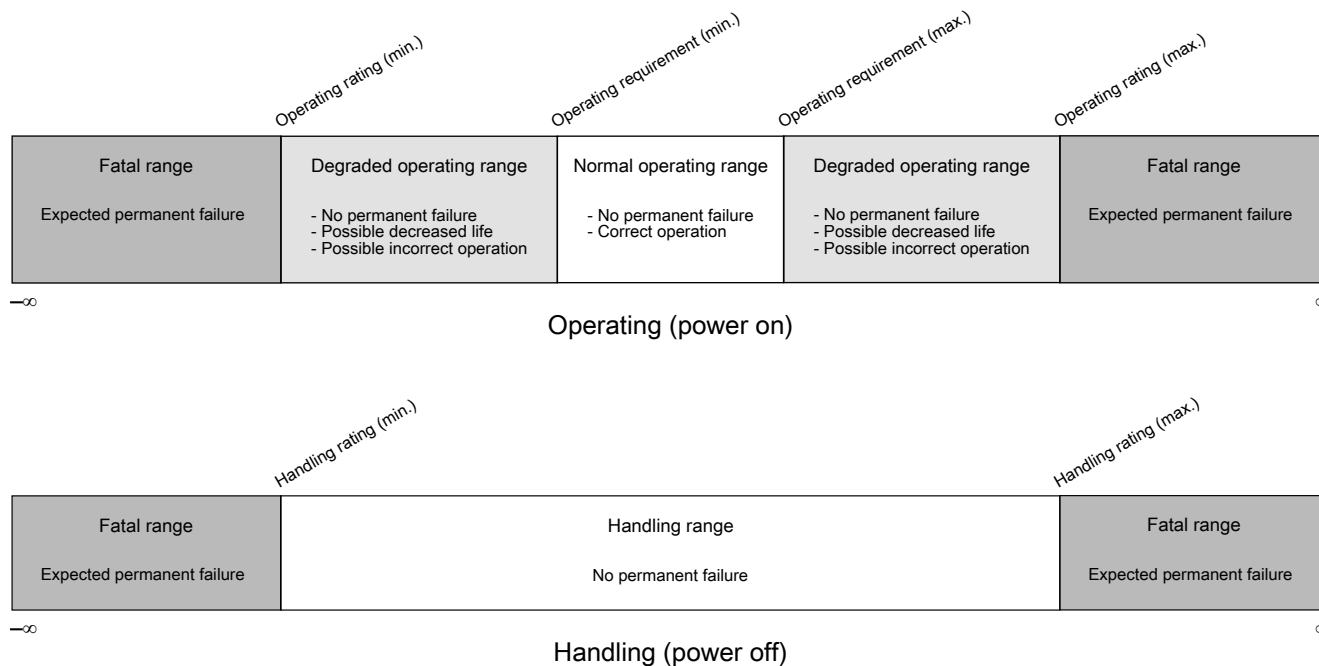 Operating rating (min.)
Operating requirement (min.)
Operating requirement (max.)
Operating rating (max.)
Fatal range
Degraded operating range
Normal operating range
Degraded operating range
Fatal range
Expected permanent failure
- No permanent failure
- Possible decreased life
- Possible incorrect operation
- No permanent failure
- Correct operation
- No permanent failure
- Possible decreased life
- Possible incorrect operation
Expected permanent failure
–∞
Operating (power on)
Handling rating (min.)
Handling rating (max.)
Fatal range
Handling range
Fatal range
Expected permanent failure
No permanent failure
Expected permanent failure
–∞
Handling (power off)